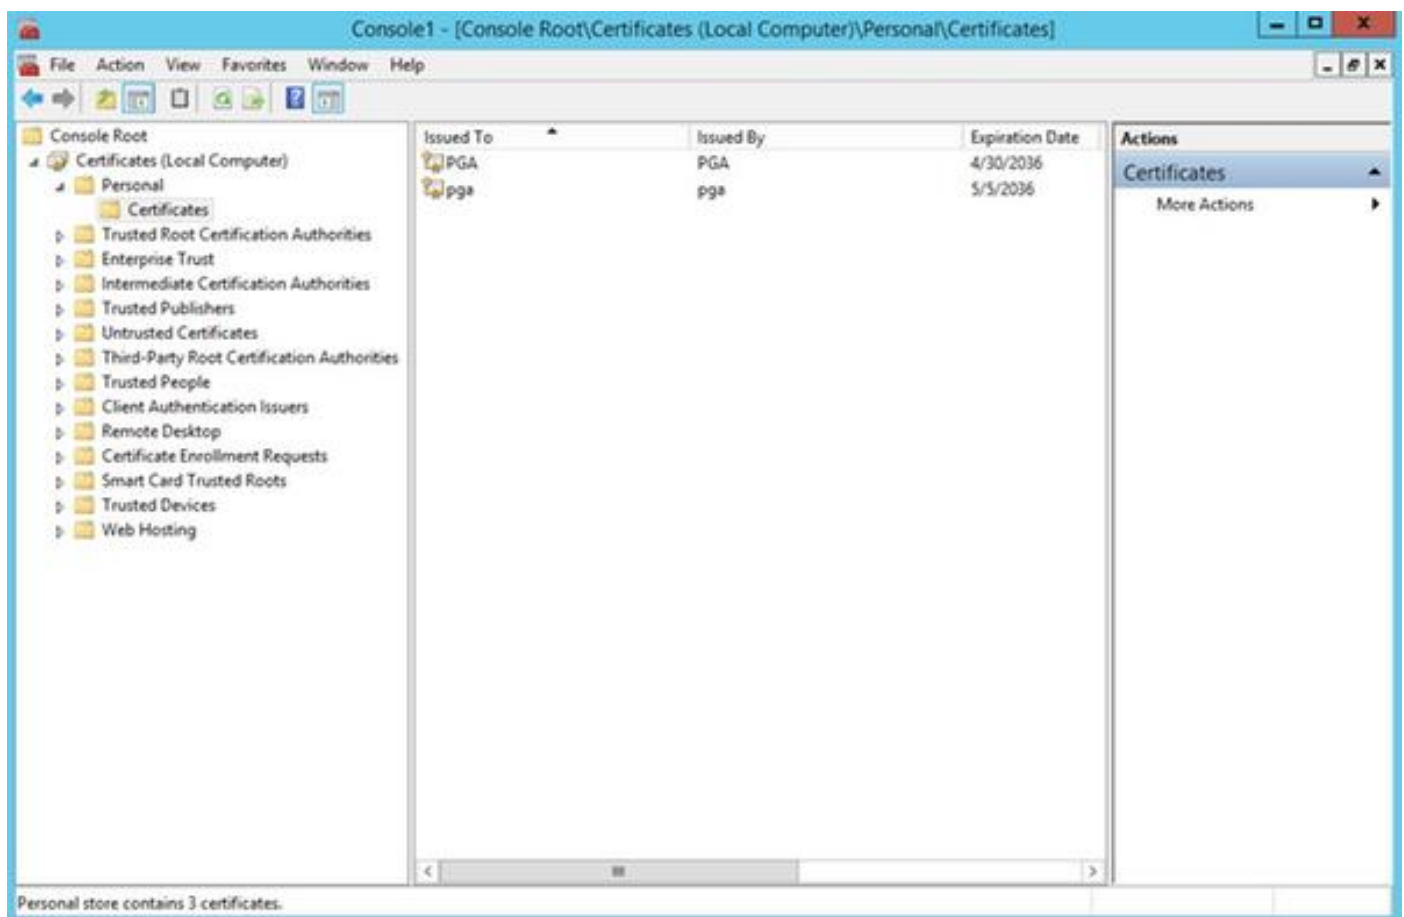 Console1 - [Console Root\Certificates (Local Computer)\Personal\Certificates]
File Action View Favorites Window Help
Console Root
Certificates (Local Computer)
Personal
Certificates
Trusted Root Certification Authorities
Enterprise Trust
Intermediate Certification Authorities
Trusted Publishers
Untrusted Certificates
Third-Party Root Certification Authorities
Trusted People
Client Authentication Issuers
Remote Desktop
Certificate Enrollment Requests
Smart Card Trusted Roots
Trusted Devices
Web Hosting
Issued To Issued By Expiration Date
PGA PGA 4/30/2036
pga pga 5/5/2036
Actions
Certificates
More Actions
Personal store contains 3 certificates.